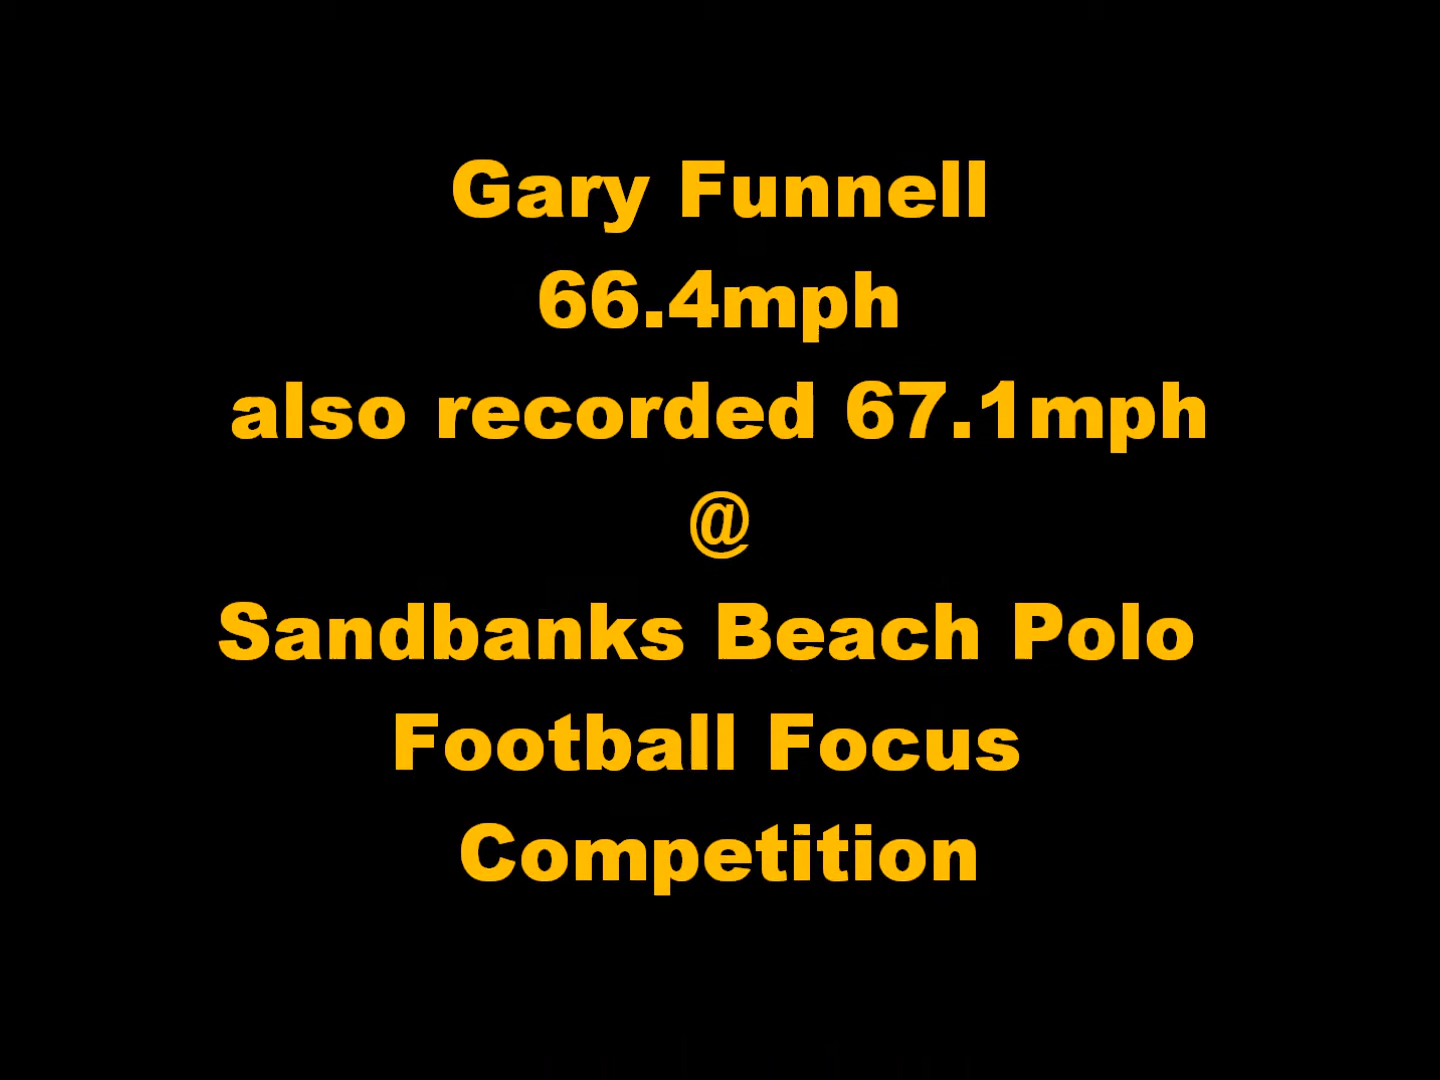 Gary Funnell
66.4mph
also recorded 67.1mph
@
Sandbanks Beach Polo
Football Focus
Competition